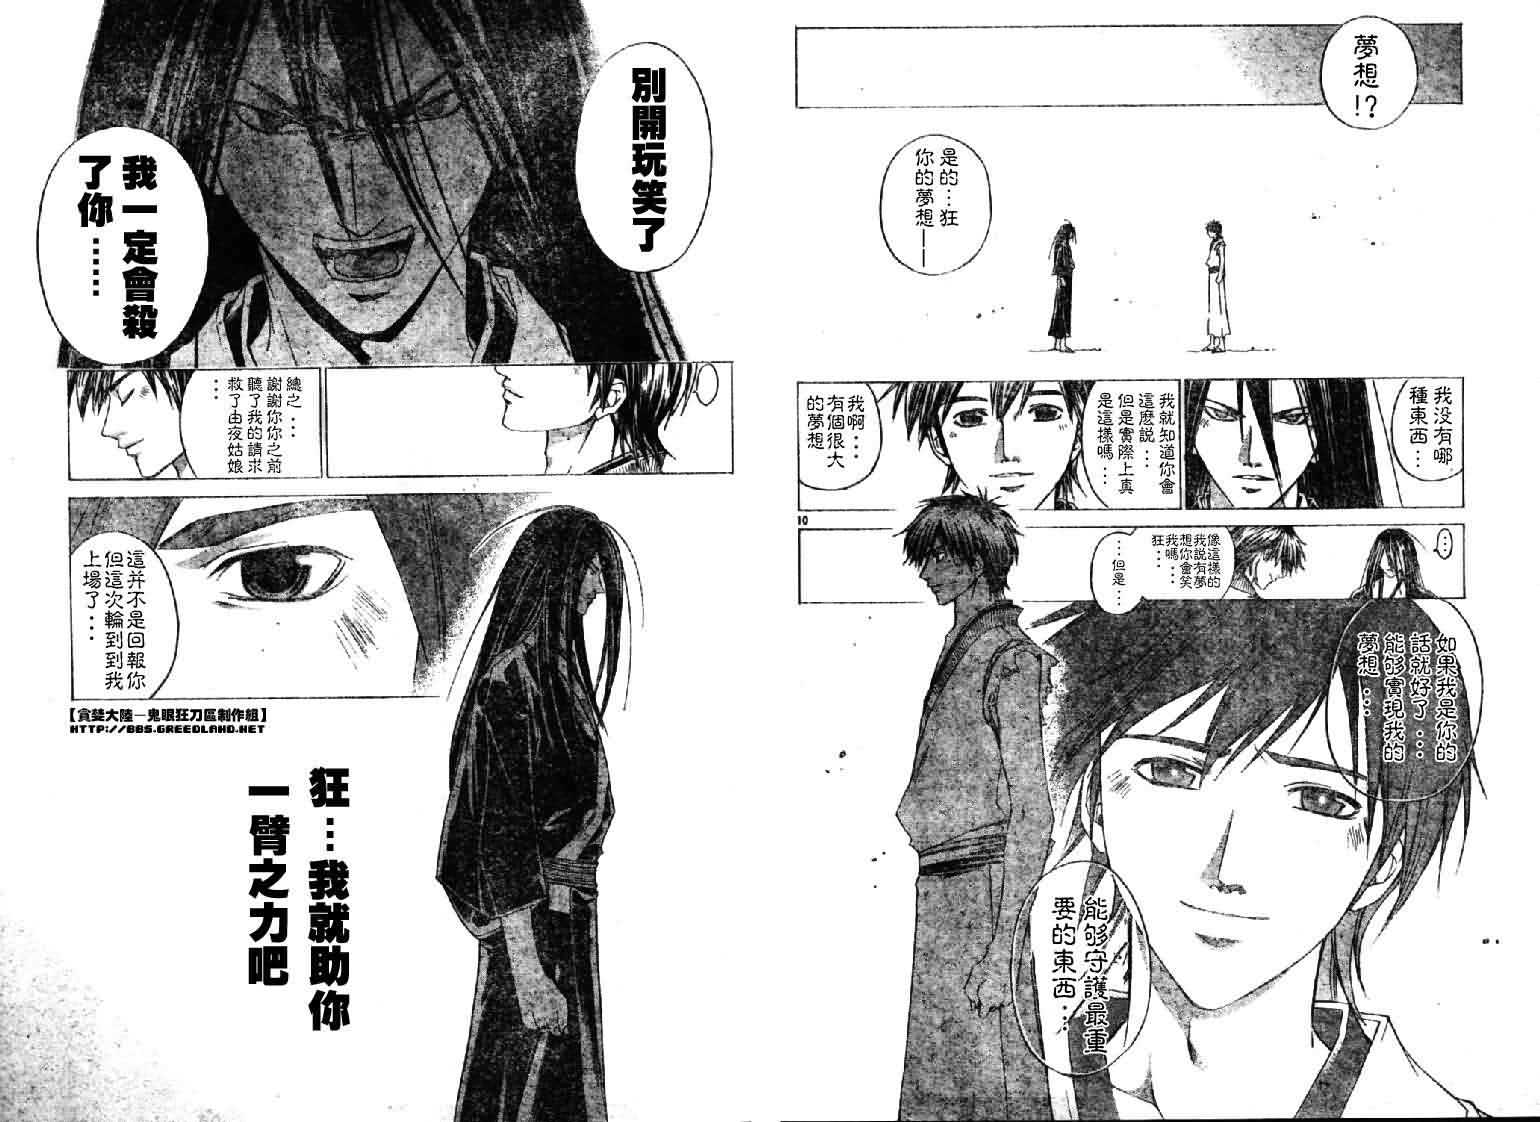 夢想!?
是的…狂
你的夢想——
我没有哪
種東西…
我就知道你會
這麽説…
但是實際上真
是這樣嗎…
我啊…
有個很大
的夢想
10
…
像這樣的
我説有夢
想你會笑
我嗎…
狂…
…但是…
如果我是你的
話就好了…
能够實現我的
夢想…
能够守護最重
要的東西…
別開玩笑了
我一定會殺
了你……
總之…
謝謝你你之前
聽了我的請求
救了由夜姑娘
…
這并不是回報你
但這次輪到到我
上場了…
【貪婪大陸—鬼眼狂刀區制作組】
HTTP://BBS.GREEDLAND.NET
狂…我就助你
一臂之力吧